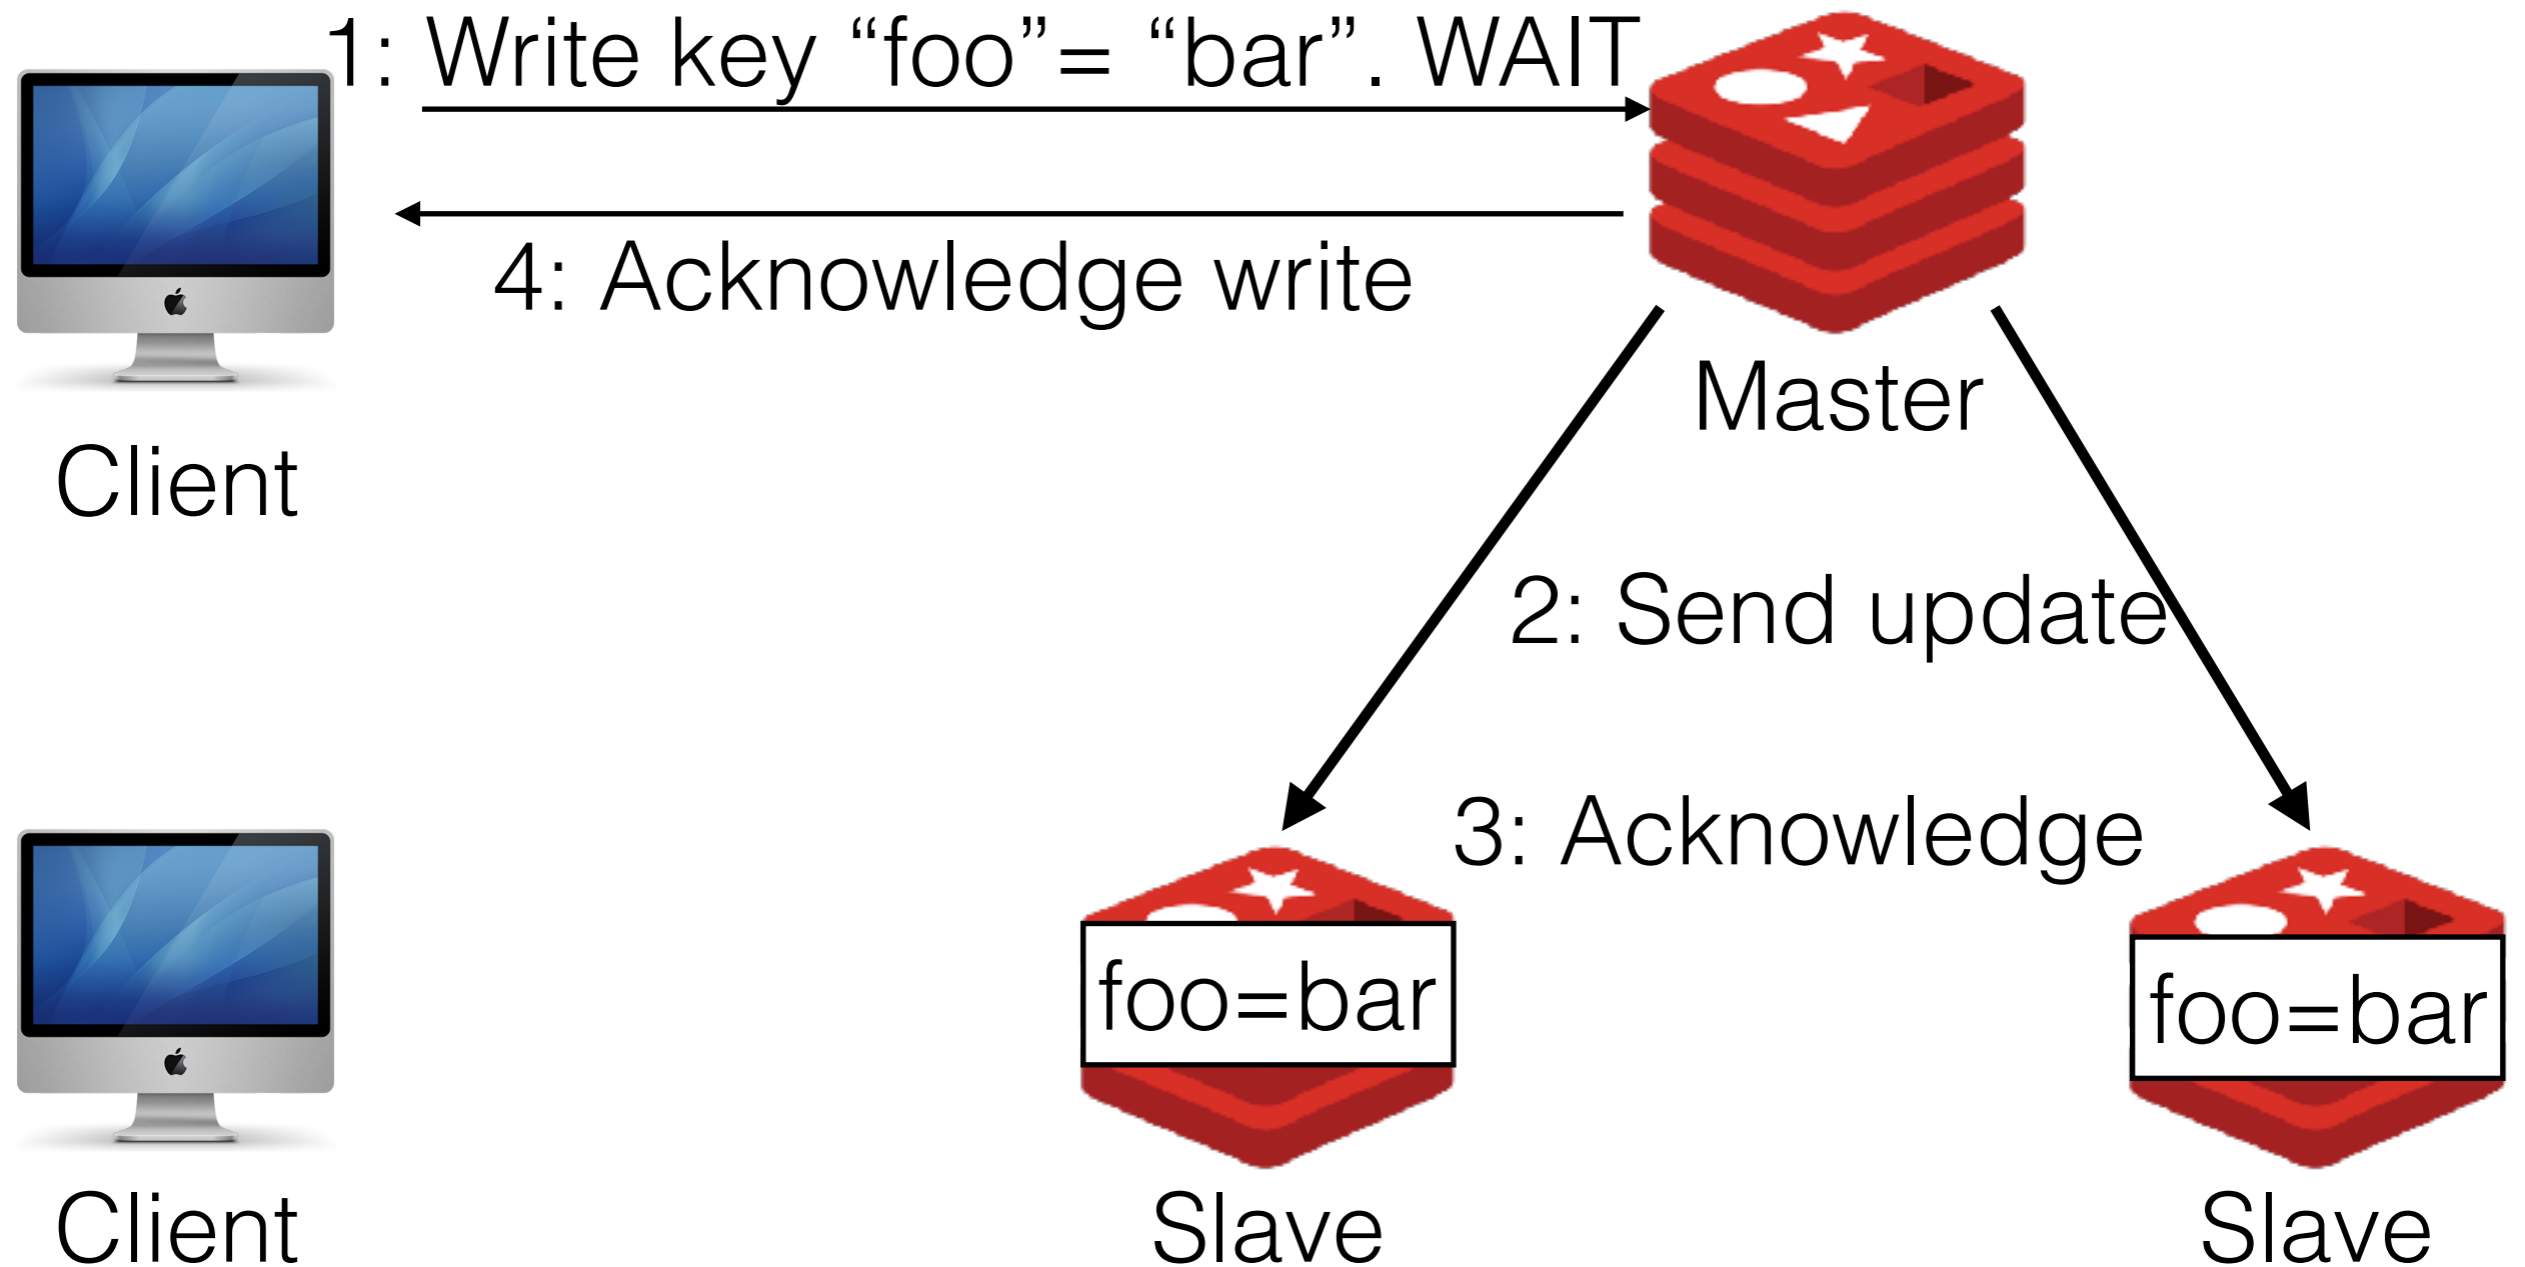 1: Write key “foo”= “bar”. WAIT
4: Acknowledge write
Master
Client
2: Send update
3: Acknowledge
foo=bar
foo=bar
Client
Slave
Slave